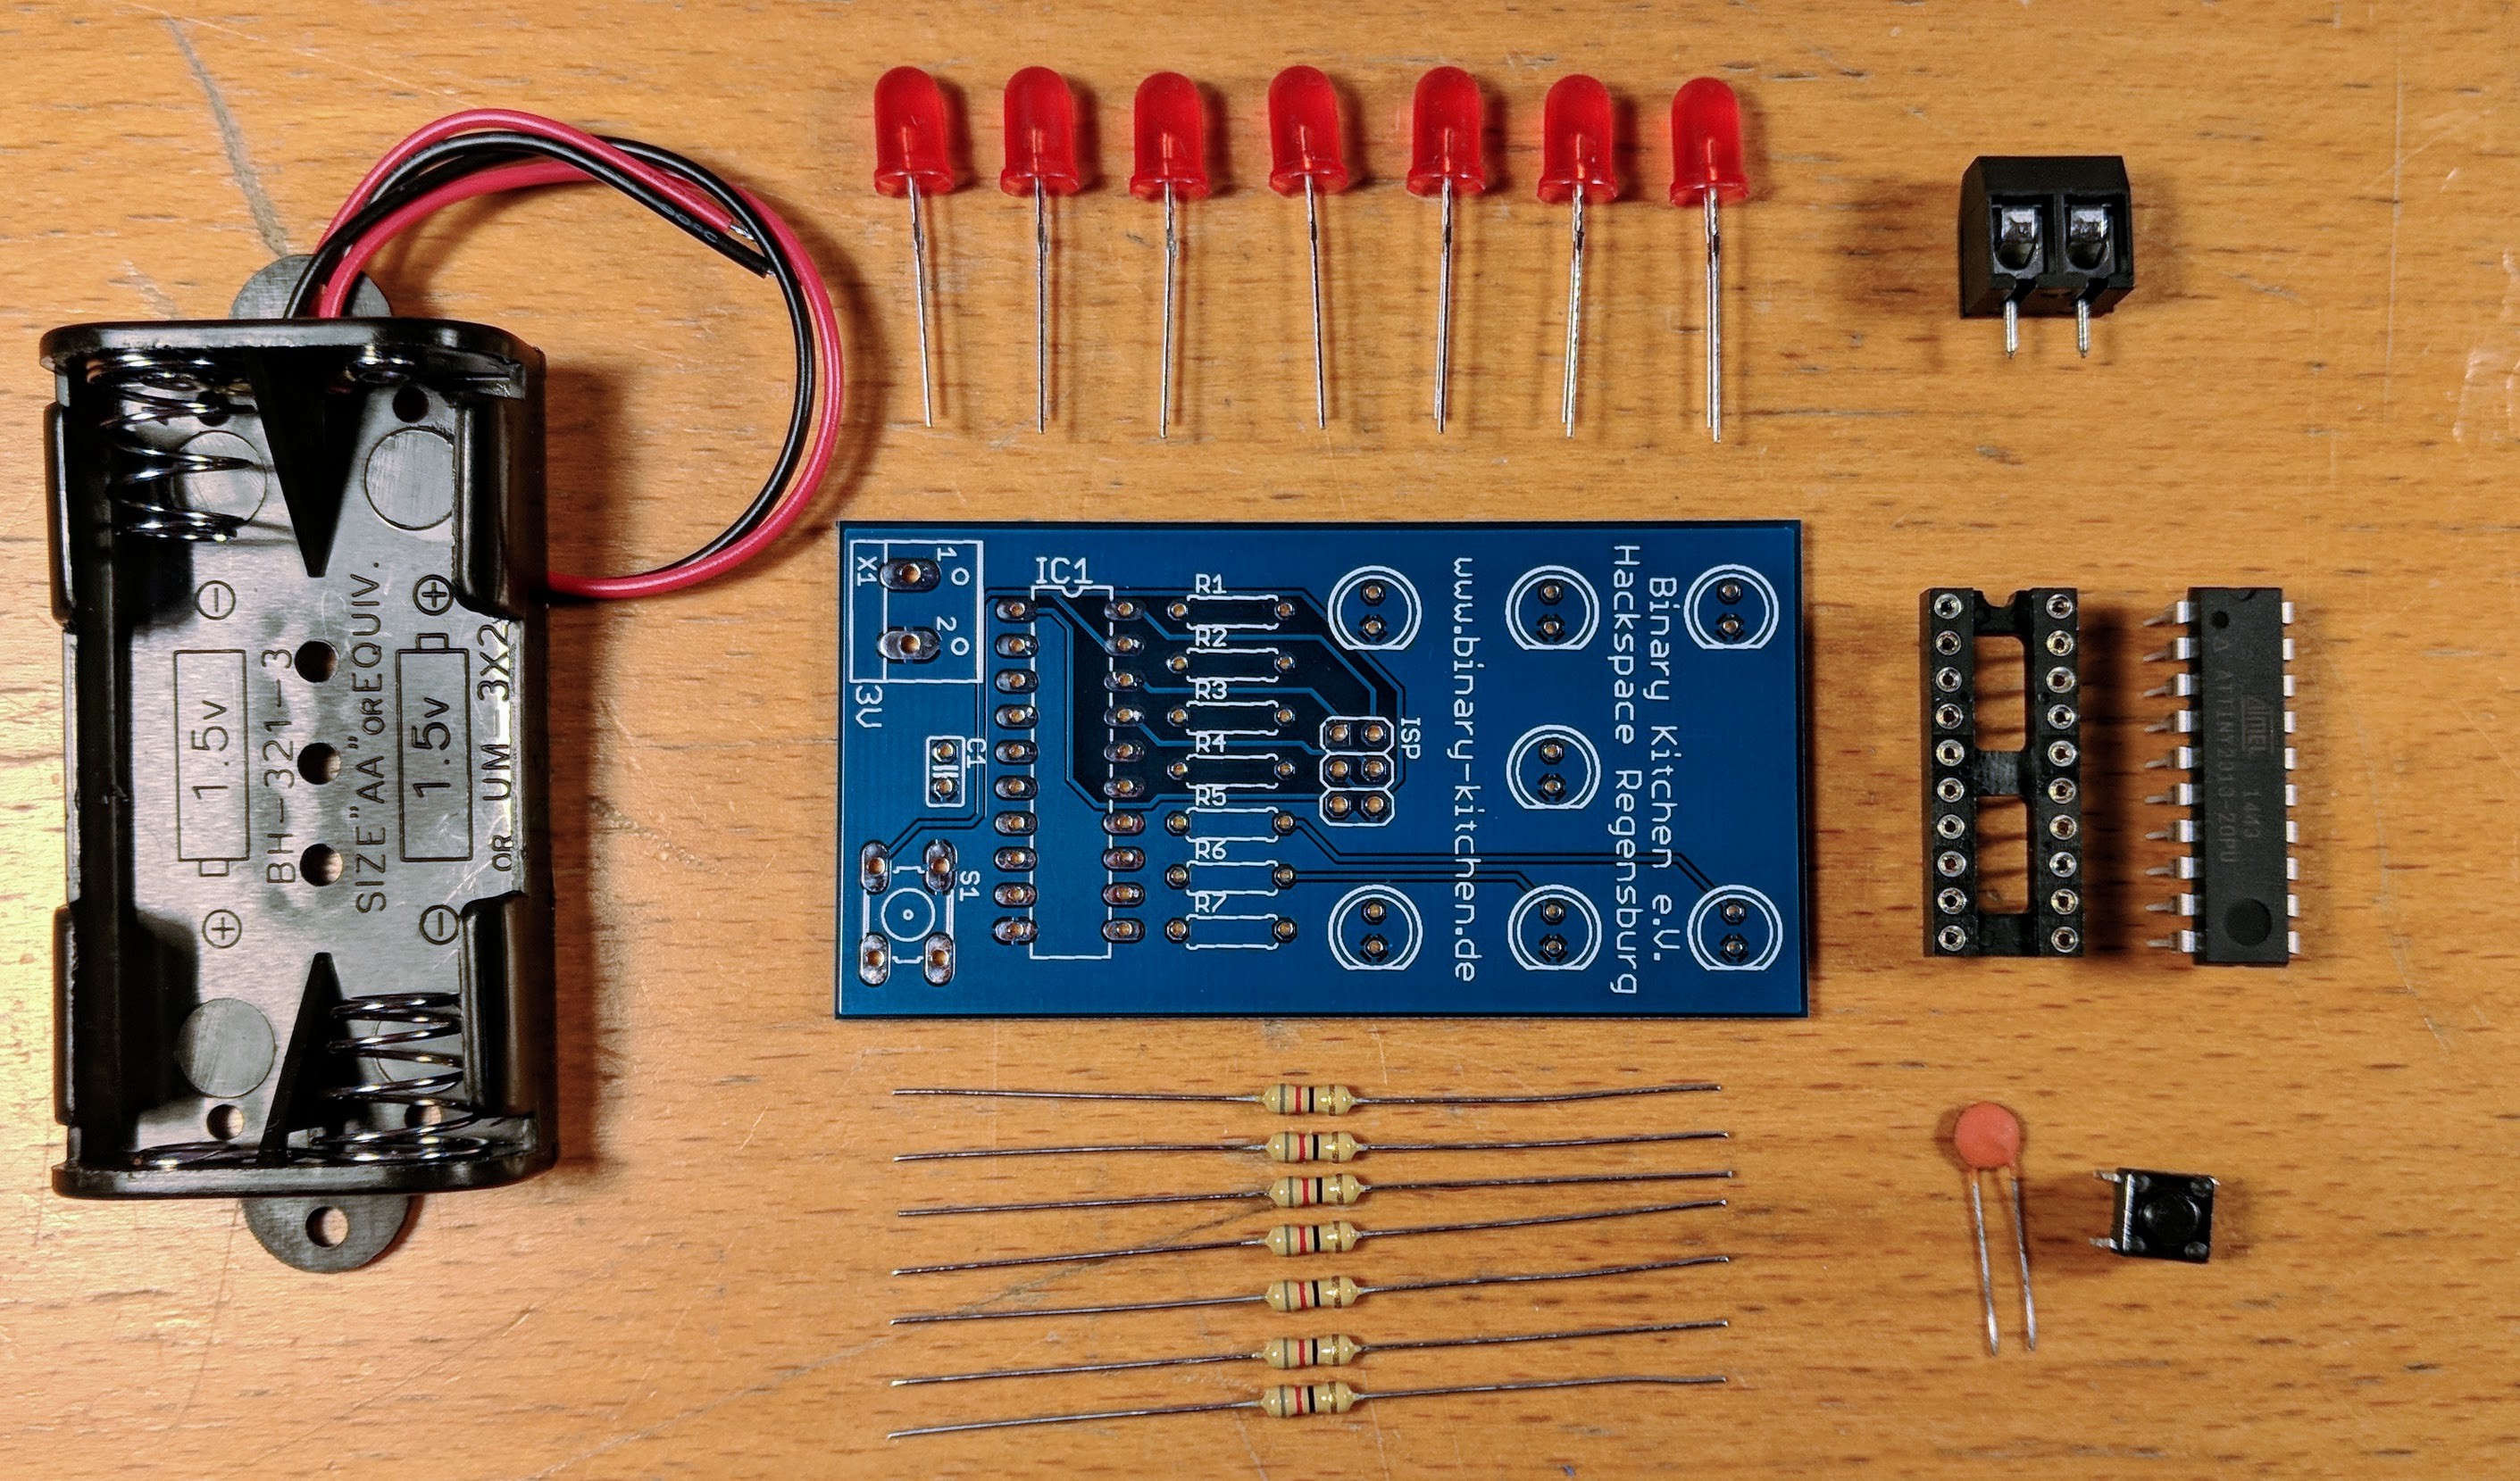 1.5v
BH-321-3
SIZE"AA"OREQUIV.
1.5v
OR UM-3X2
X1
1
2
3V
IC1
C1
S1
R1
R2
R3
R4
R5
R6
R7
ISP
www.binary-kitchen.de
Binary Kitchen e.V.
Hackspace Regensburg
ATMEL
ATTINY2313-20PU
1443